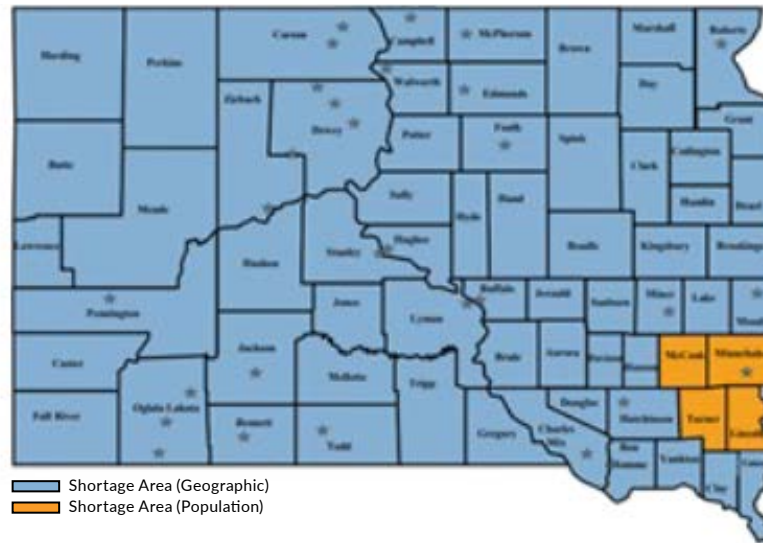 Harding
Perkins
Corson
Campbell
McPherson
Brown
Marshall
Roberts
Walworth
Edmunds
Day
Ziebach
Dewey
Grant
Potter
Faulk
Spink
Codington
Clark
Butte
Meade
Sully
Hyde
Hand
Hamlin
Deuel
Lawrence
Haakon
Stanley
Hughes
Beadle
Kingsbury
Brookings
Pennington
Jones
Lyman
Buffalo
Jerauld
Sanborn
Miner
Lake
Custer
Jackson
Mellette
Tripp
Brule
Aurora
McCook
Minnehaha
Fall River
Oglala Lakota
Bennett
Todd
Gregory
Charles
Mix
Douglas
Hutchinson
Turner
Lincoln
Bon
Homme
Yankton
Clay
Shortage Area (Geographic)
Shortage Area (Population)